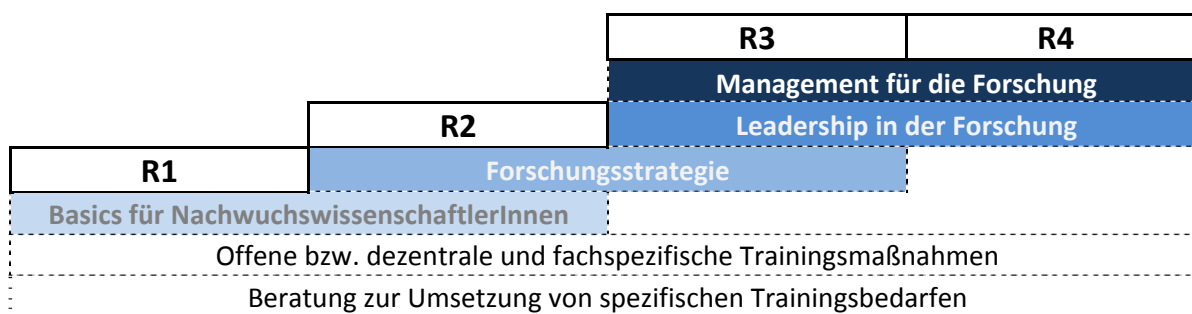 R3 R4
Management für die Forschung
R2 Leadership in der Forschung
R1 Forschungsstrategie
Basics für NachwuchswissenschaftlerInnen
Offene bzw. dezentrale und fachspezifische Trainingsmaßnahmen
Beratung zur Umsetzung von spezifischen Trainingsbedarfen